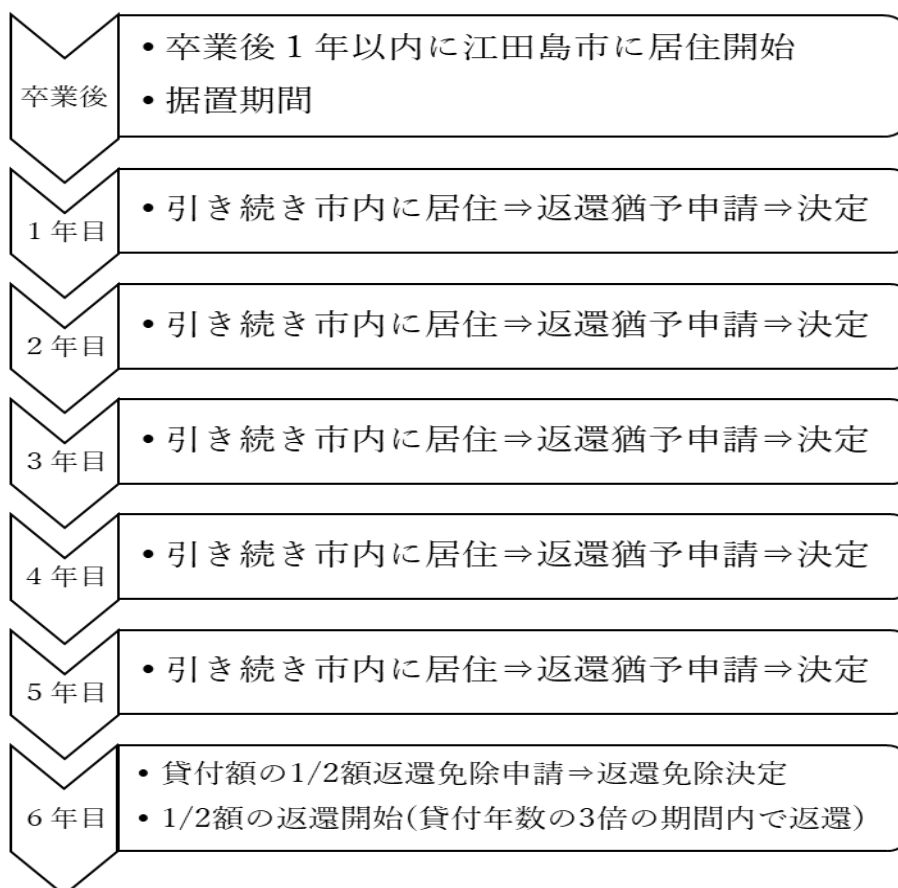 卒業後
• 卒業後1年以内に江田島市に居住開始
• 据置期間
1年目
• 引き続き市内に居住⇒返還猶予申請⇒決定
2年目
• 引き続き市内に居住⇒返還猶予申請⇒決定
3年目
• 引き続き市内に居住⇒返還猶予申請⇒決定
4年目
• 引き続き市内に居住⇒返還猶予申請⇒決定
5年目
• 引き続き市内に居住⇒返還猶予申請⇒決定
6年目
• 貸付額の1/2額返還免除申請⇒返還免除決定
• 1/2額の返還開始(貸付年数の3倍の期間内で返還)